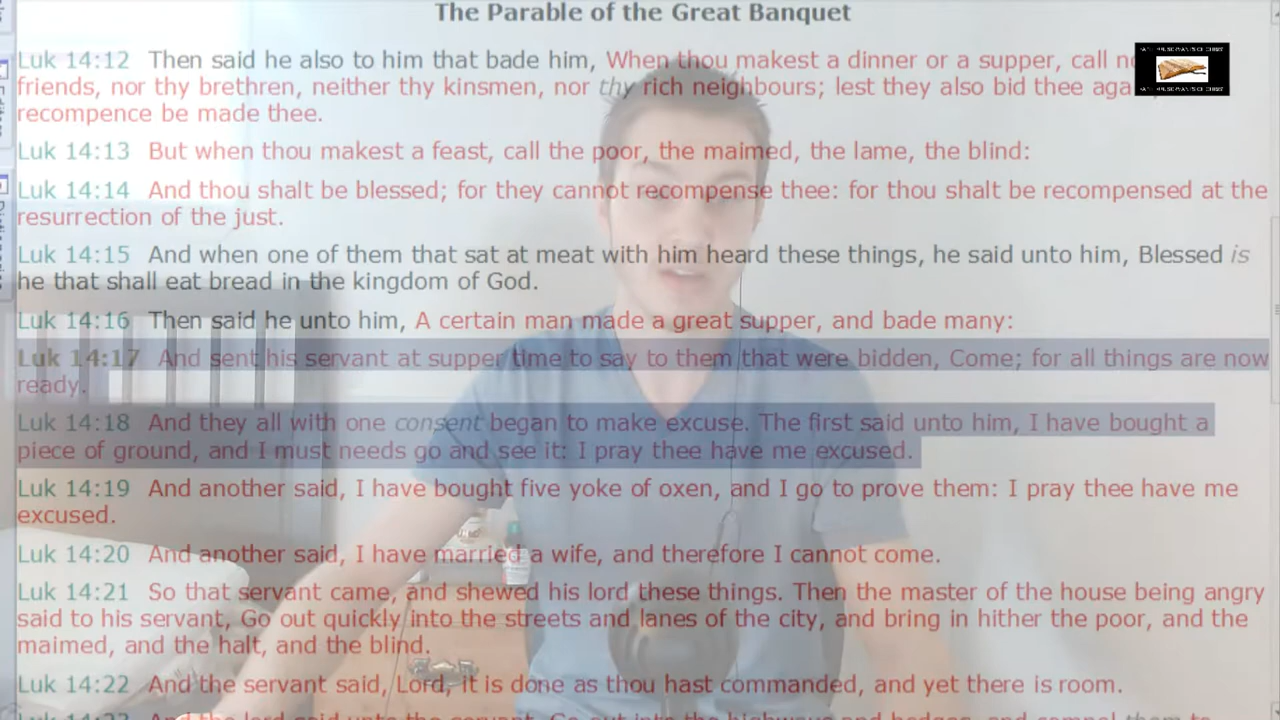 The Parable of the Great Banquet
Luk 14:12 Then said he also to him that bade him, When thou makest a dinner or a supper, call
friends, nor thy brethren, neither thy kinsmen, nor thy rich neighbours; lest they also bid thee
recompence be made thee.
Luk 14:13 But when thou makest a feast, call the poor, the maimed, the lame, the blind:
Luk 14:14 And thou shalt be blessed; for they cannot recompense thee: for thou shalt be recompensed at the
resurrection of the just.
Luk 14:15 And when one of them that sat at meat with him heard these things, he said unto him, Blessed is
he that shall eat bread in the kingdom of God.
Luk 14:16 Then said he unto him, A certain man made a great supper, and bade many:
Luk 14:17 And sent his servant at supper time to say to them that were bidden, Come; for all things are now
ready.
Luk 14:18 And they all with one consent began to make excuse. The first said unto him, I have bought a
piece of ground, and I must needs go and see it: I pray thee have me excused.
Luk 14:19 And another said, I have bought five yoke of oxen, and I go to prove them: I pray thee have me
excused.
Luk 14:20 And another said, I have married a wife, and therefore I cannot come.
Luk 14:21 So that servant came, and shewed his lord these things. Then the master of the house being angry
said to his servant, Go out quickly into the streets and lanes of the city, and bring in hither the poor, and the
maimed, and the halt, and the blind.
Luk 14:22 And the servant said, Lord, it is done as thou hast commanded, and yet there is room.